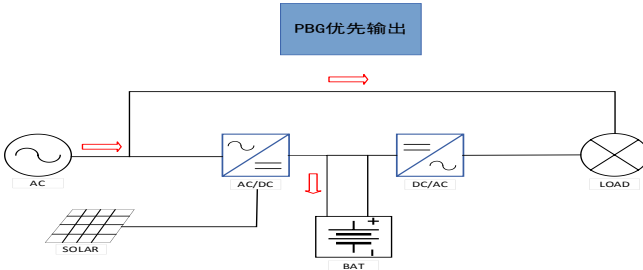 PBG优先输出
AC
AC/DC
DC/AC
LOAD
SOLAR
BAT